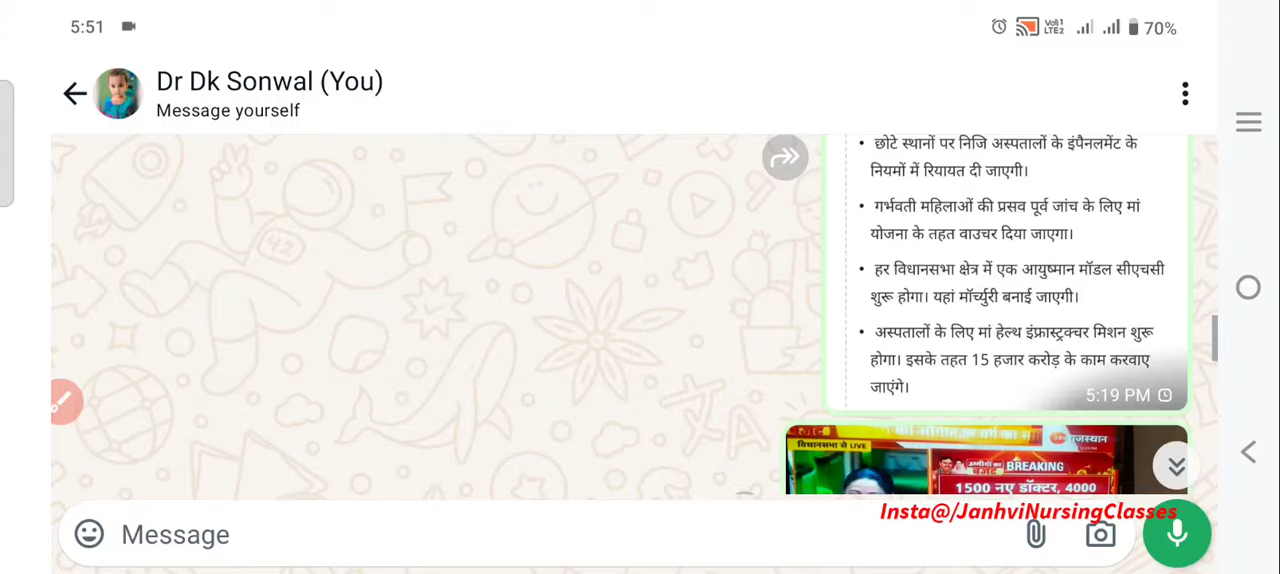 5:51
Vo)) 1
LTE2
70%
Dr Dk Sonwal (You)
Message yourself
• छोटे स्थानों पर निजि अस्पतालों के इंपैनलमेंट के
नियमों में रियायत दी जाएगी।
• गर्भवती महिलाओं की प्रसव पूर्व जांच के लिए मां
योजना के तहत वाउचर दिया जाएगा।
• हर विधानसभा क्षेत्र में एक आयुष्मान मॉडल सीएचसी
शुरू होगा। यहां मॉर्च्युरी बनाई जाएगी।
• अस्पतालों के लिए मां हेल्थ इंफ्रास्ट्रक्चर मिशन शुरू
होगा। इसके तहत 15 हजार करोड़ के काम करवाए
जाएंगे।
5:19 PM
राजस्थान
विधानसभा से LIVE
BREAKING
1500 नए डॉक्टर, 4000
Insta@/JanhviNursingClasses
Message